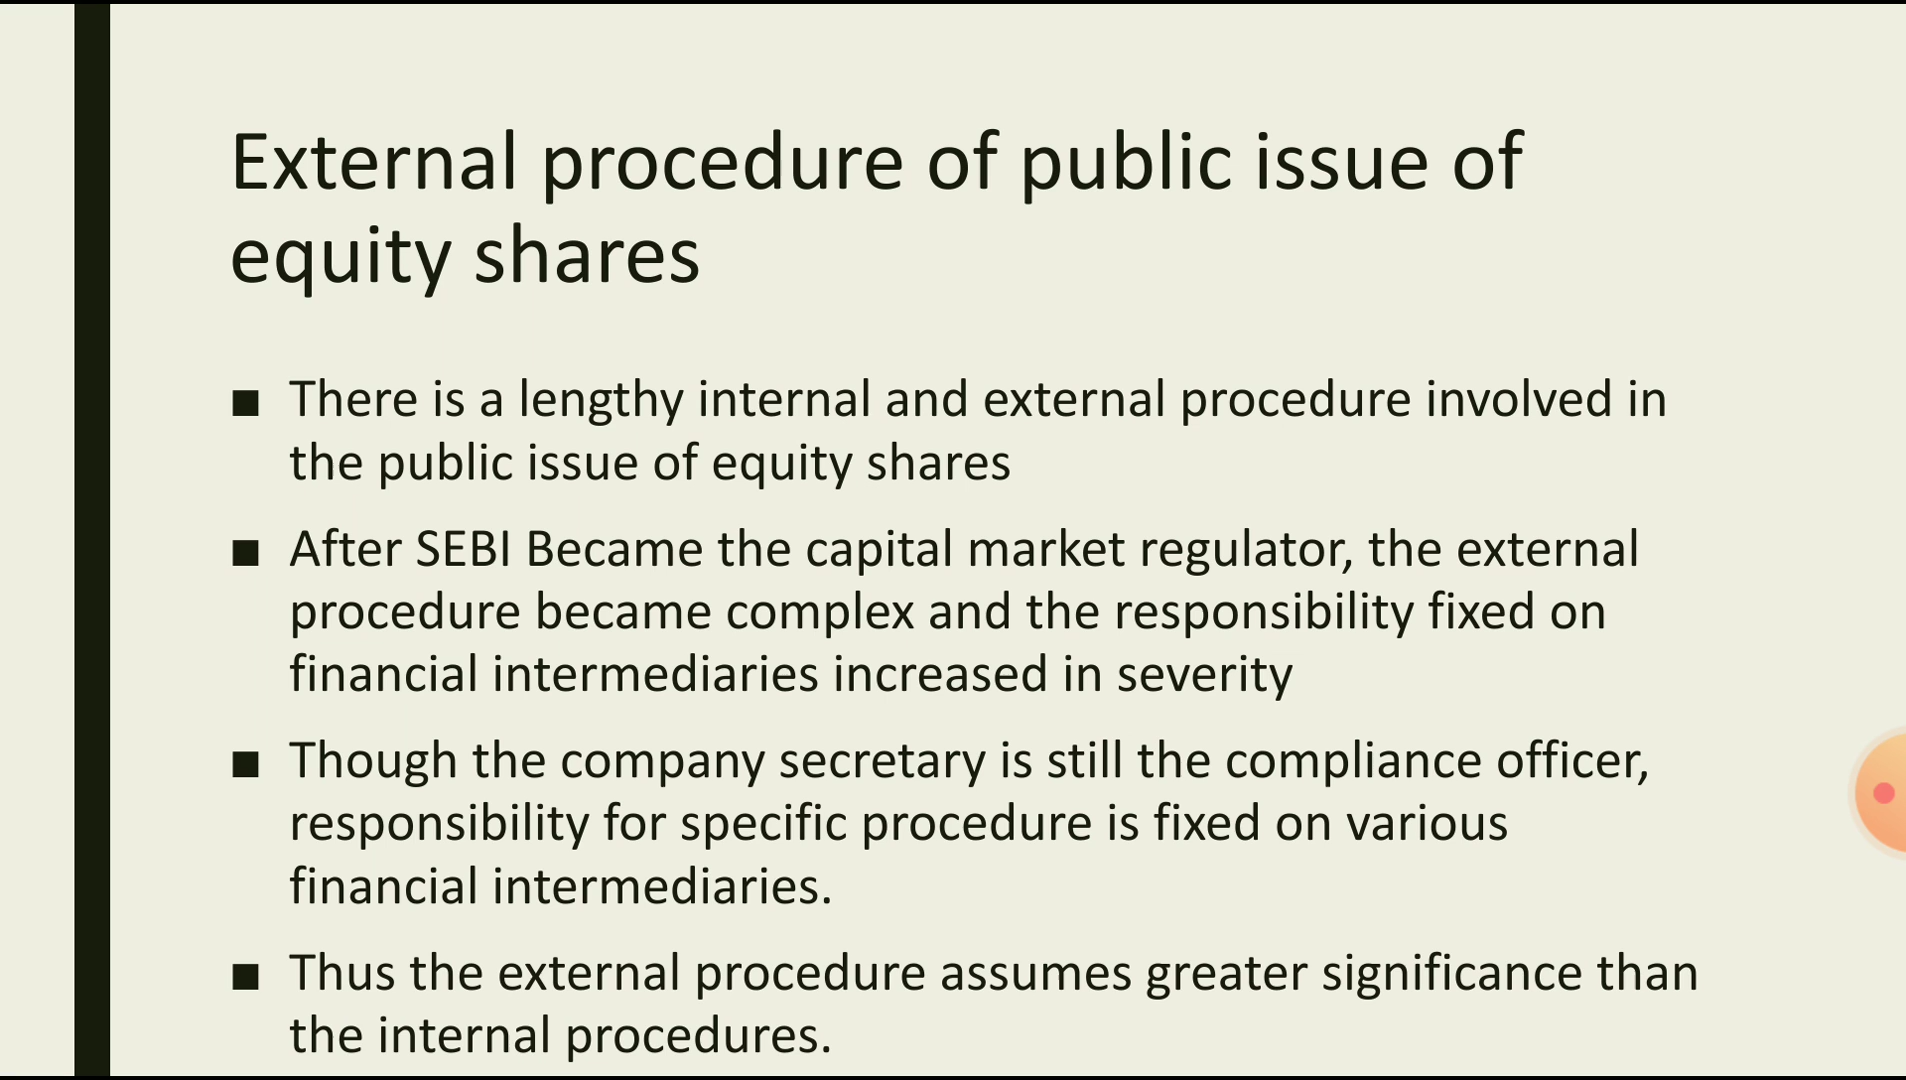 External procedure of public issue of
equity shares
■ There is a lengthy internal and external procedure involved in
the public issue of equity shares
■ After SEBI Became the capital market regulator, the external
procedure became complex and the responsibility fixed on
financial intermediaries increased in severity
■ Though the company secretary is still the compliance officer,
responsibility for specific procedure is fixed on various
financial intermediaries.
■ Thus the external procedure assumes greater significance than
the internal procedures.